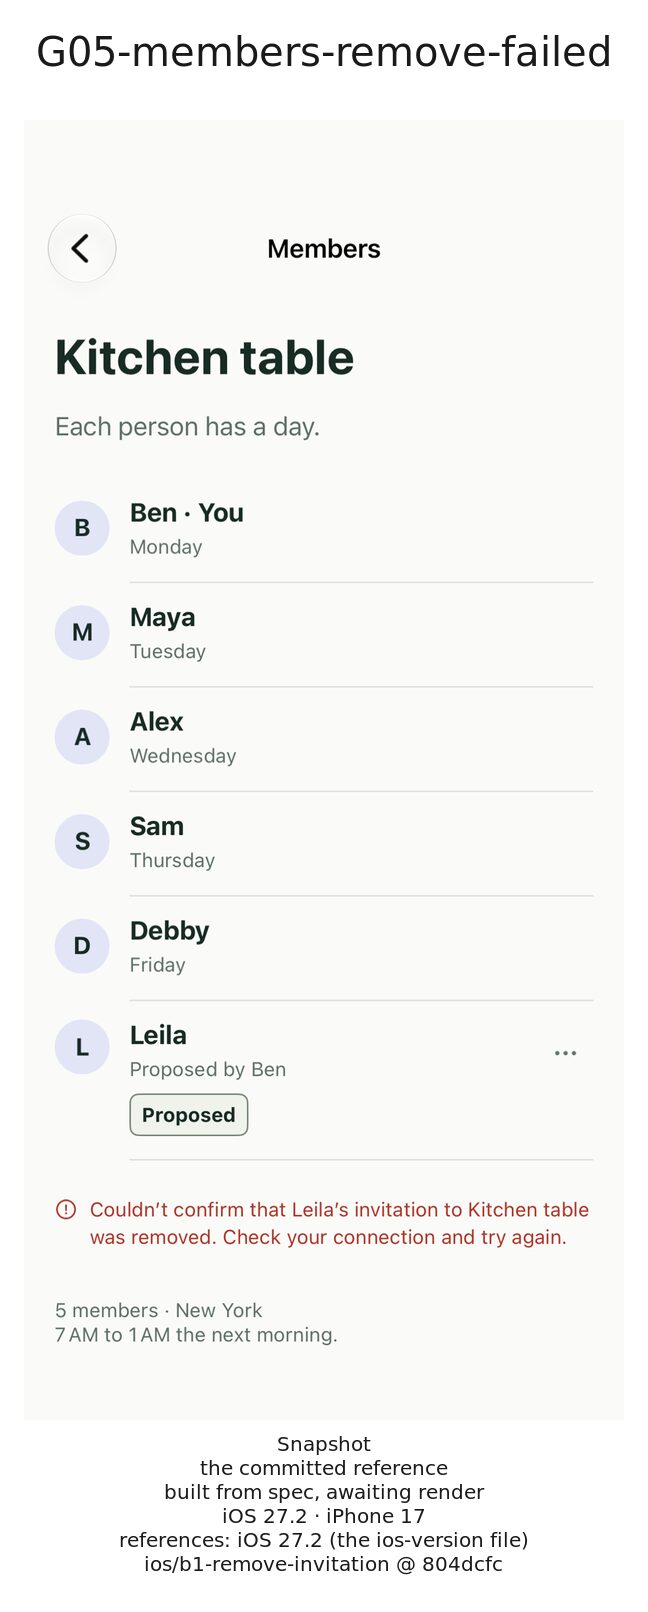 G05-members-remove-failed
Members
Kitchen table
Each person has a day.
B
Ben · You
Monday
M
Maya
Tuesday
A
Alex
Wednesday
S
Sam
Thursday
D
Debby
Friday
L
Leila
Proposed by Ben
Proposed
Couldn’t confirm that Leila’s invitation to Kitchen table
was removed. Check your connection and try again.
5 members · New York
7 AM to 1 AM the next morning.
Snapshot
the committed reference
built from spec, awaiting render
iOS 27.2 · iPhone 17
references: iOS 27.2 (the ios-version file)
ios/b1-remove-invitation @ 804dcfc